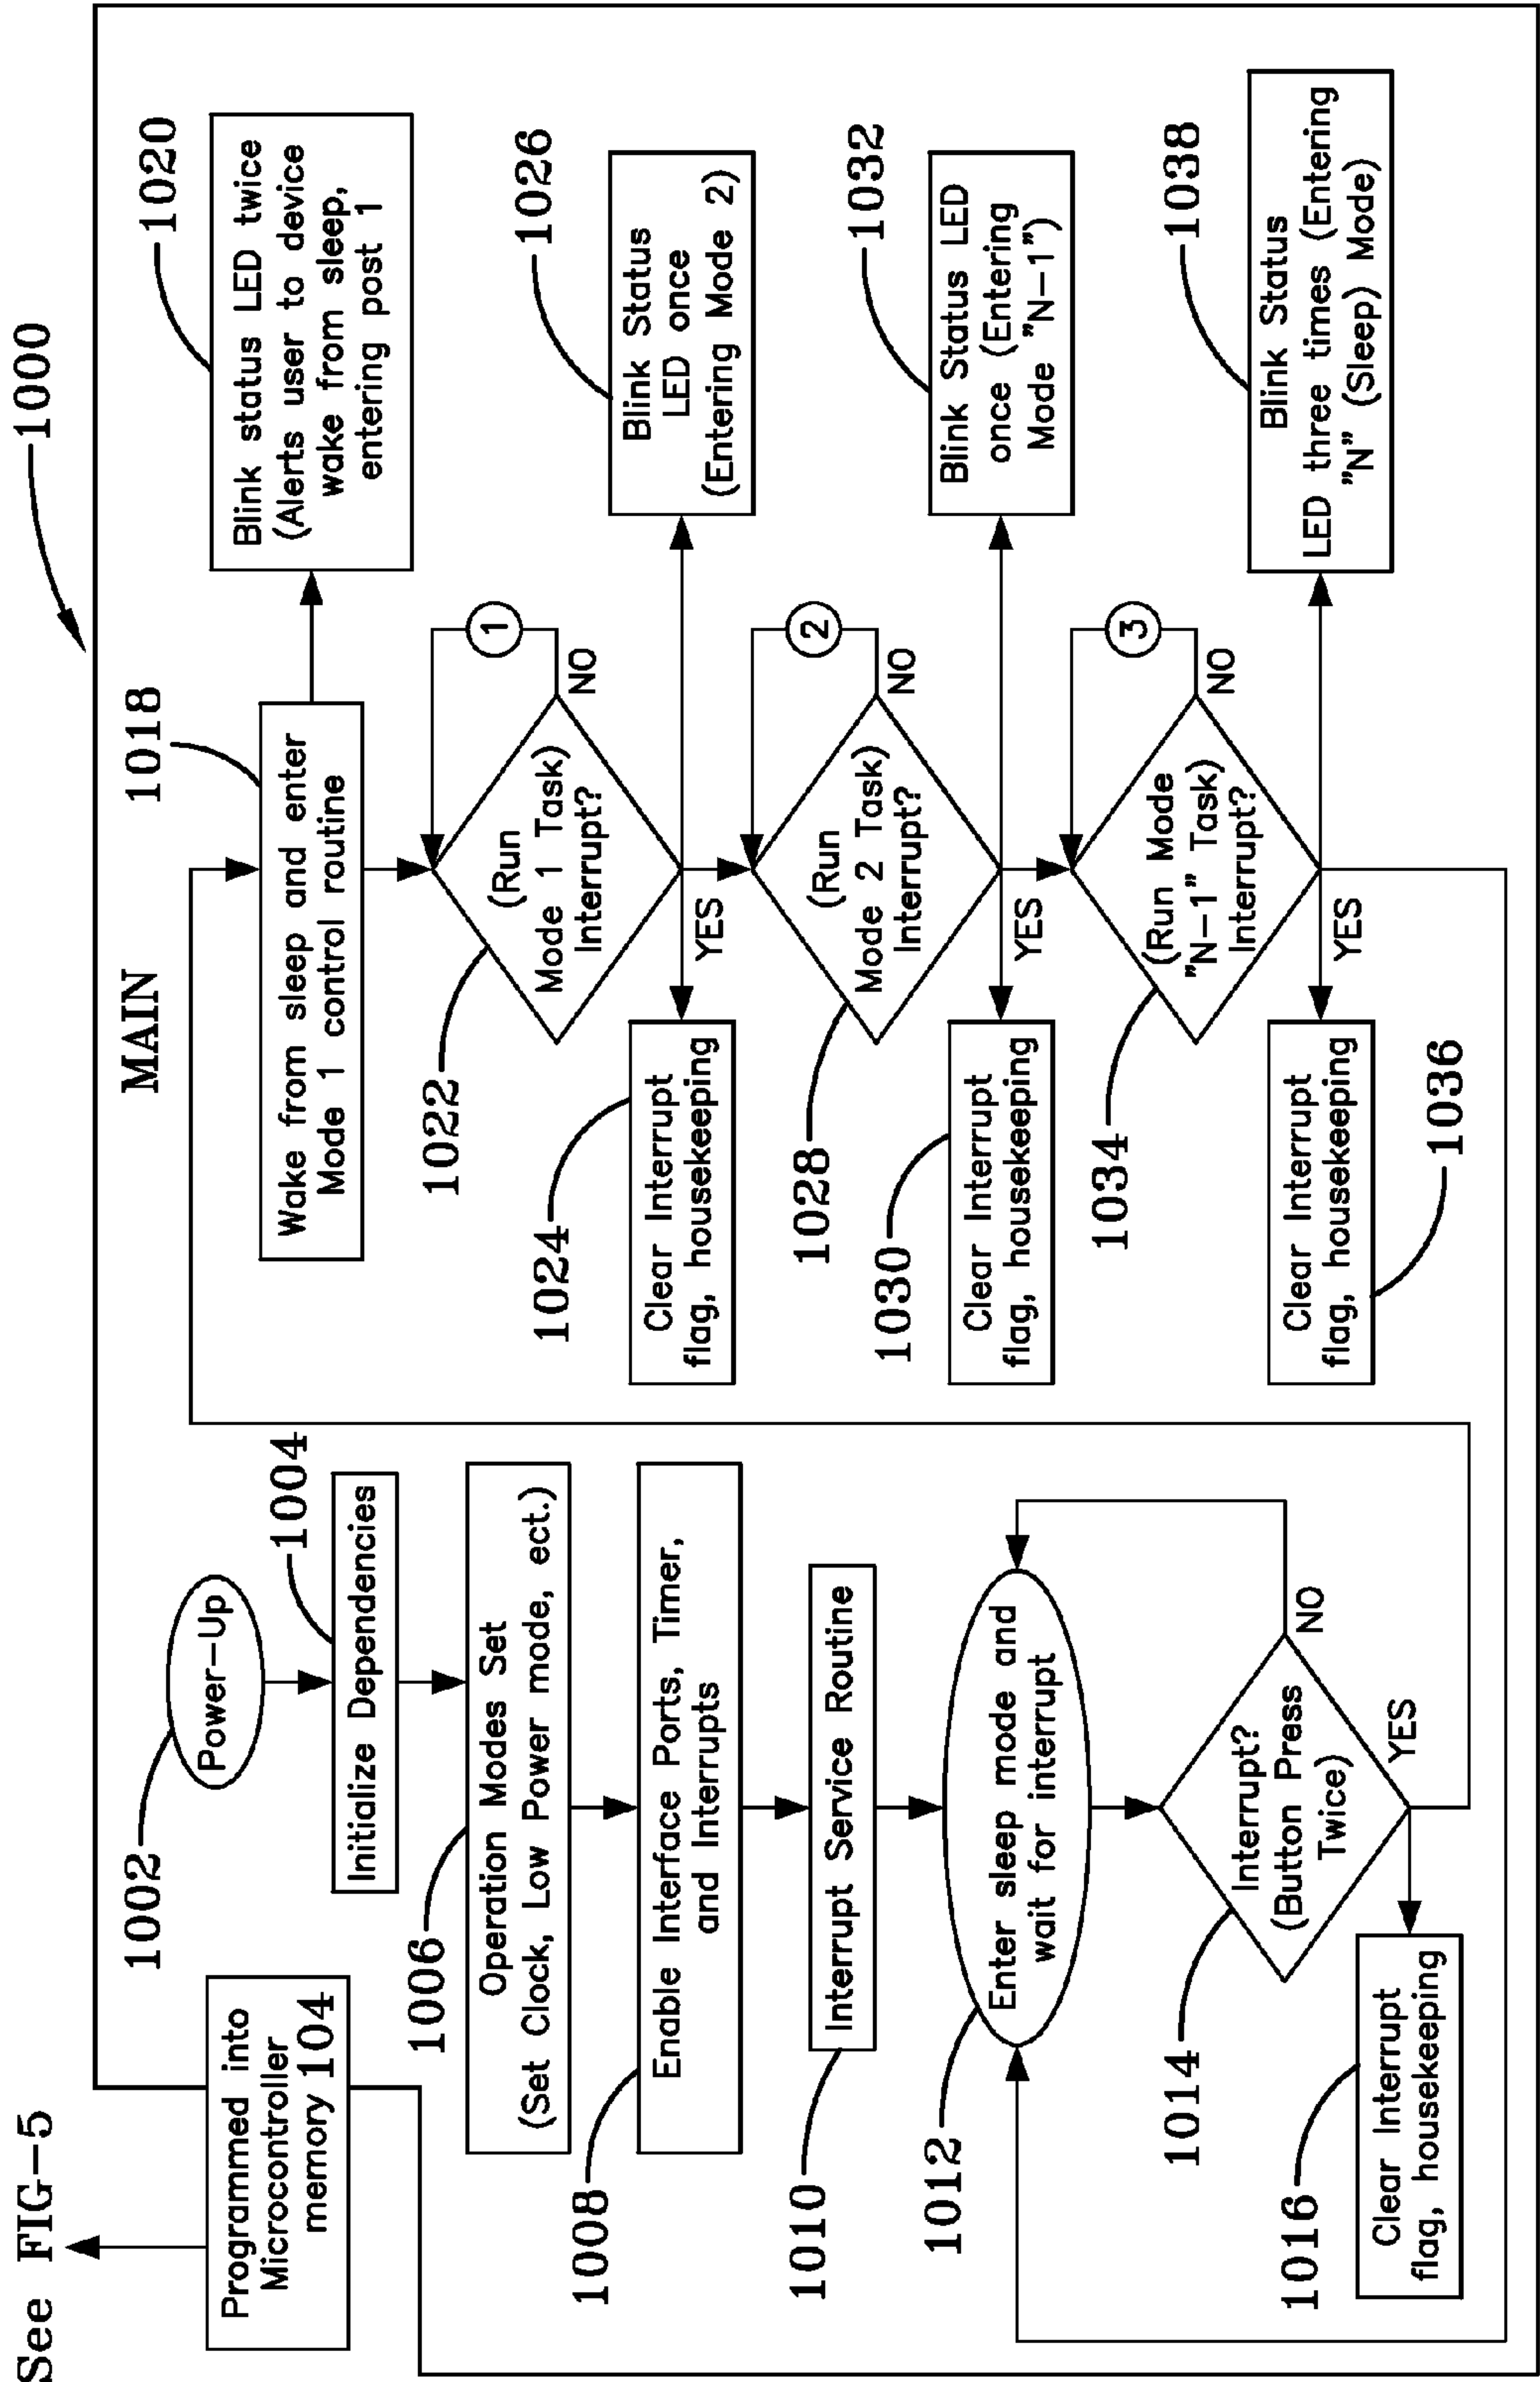 See FIG-5
1000
Programmed into
Microcontroller
memory 104
MAIN
1002
Power-Up
1004
Initialize Dependencies
1006
Operation Modes Set
(Set Clock, Low Power mode, ect.)
1008
Enable Interface Ports, Timer,
and Interrupts
1010
Interrupt Service Routine
1012
Enter sleep mode and
wait for interrupt
1014
Interrupt?
(Button Press
Twice)
NO
YES
1016
Clear Interrupt
flag, housekeeping
1018
Wake from sleep and enter
Mode 1 control routine
1020
Blink status LED twice
(Alerts user to device
wake from sleep,
entering post 1
1022
(Run
Mode 1 Task)
Interrupt?
1
NO
YES
1024
Clear Interrupt
flag, housekeeping
1026
Blink Status
LED once
(Entering Mode 2)
1028
(Run
Mode 2 Task)
Interrupt?
2
NO
YES
1030
Clear Interrupt
flag, housekeeping
1032
Blink Status LED
once (Entering
Mode "N-1")
1034
(Run Mode
"N-1" Task)
Interrupt?
3
NO
YES
1036
Clear Interrupt
flag, housekeeping
1038
Blink Status
LED three times (Entering
"N" (Sleep) Mode)